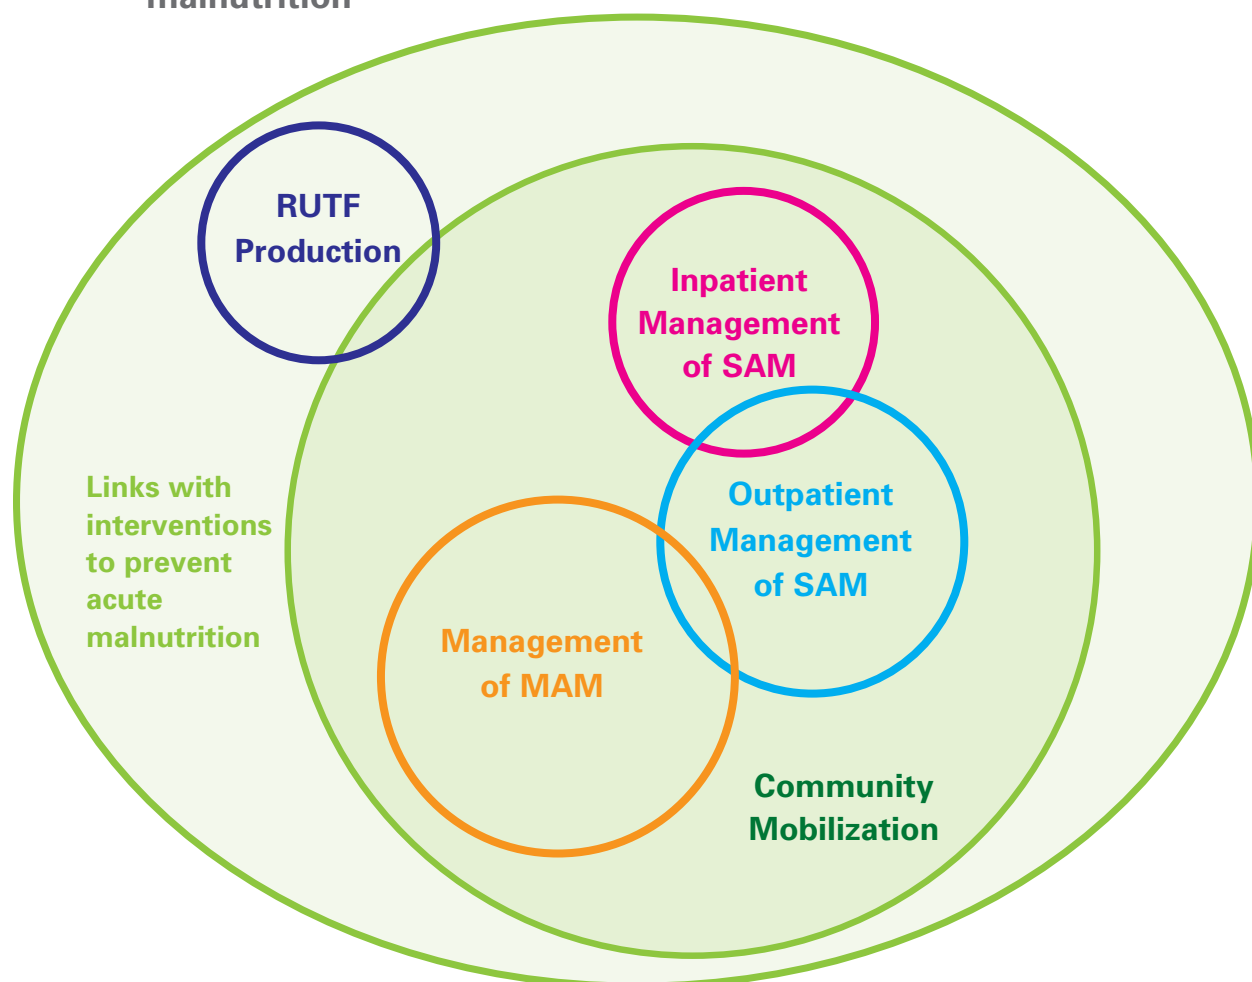 malnutrition
RUTF
Production
Inpatient
Management
of SAM
Links with
interventions
to prevent
acute
malnutrition
Outpatient
Management
of SAM
Management
of MAM
Community
Mobilization